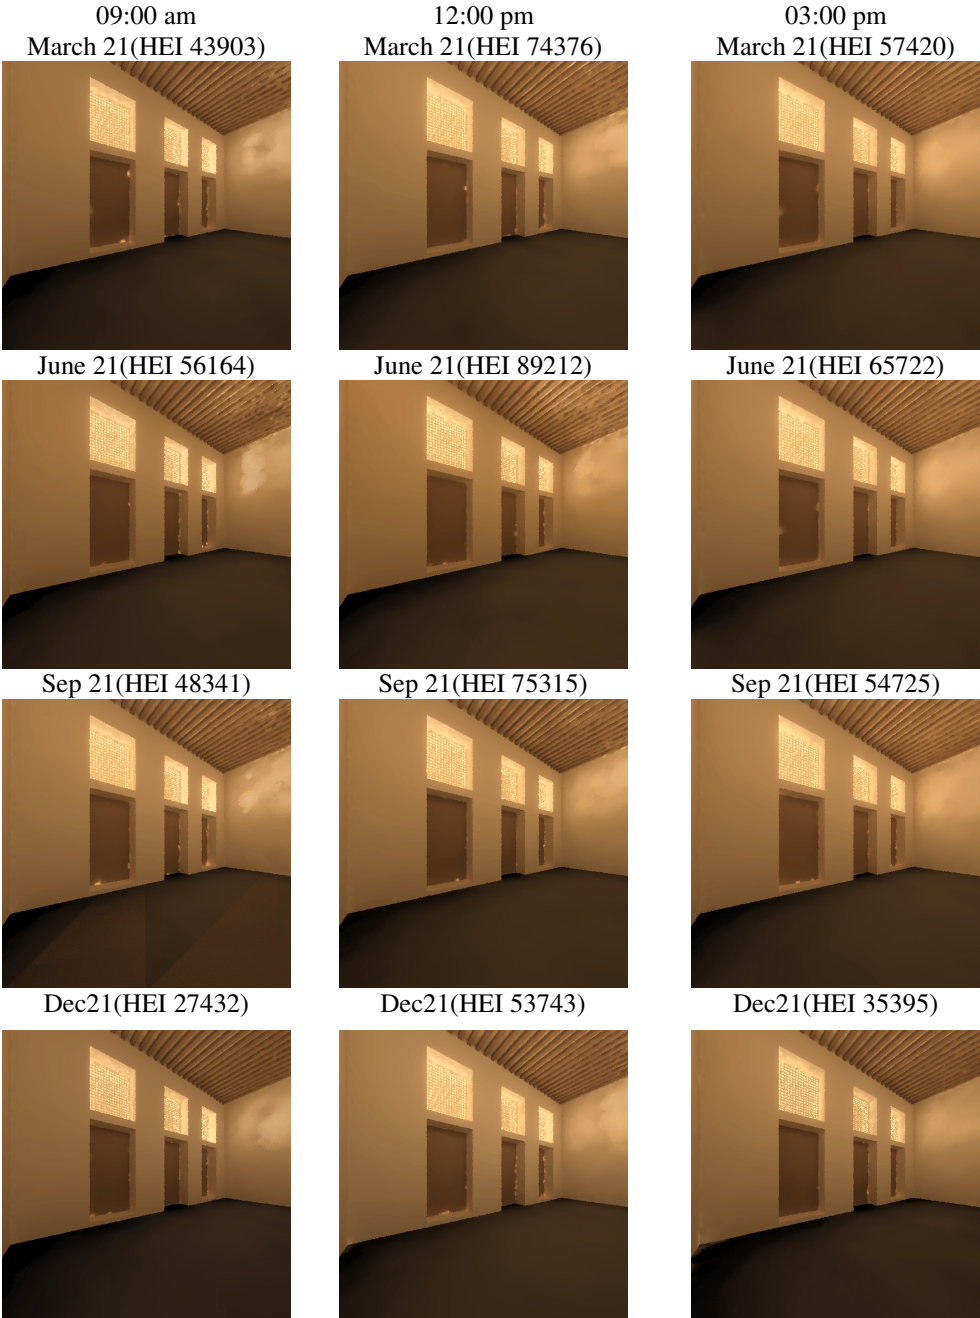 09:00 am 12:00 pm 03:00 pm
March 21(HEI 43903) March 21(HEI 74376) March 21(HEI 57420)
June 21(HEI 56164) June 21(HEI 89212) June 21(HEI 65722)
Sep 21(HEI 48341) Sep 21(HEI 75315) Sep 21(HEI 54725)
Dec21(HEI 27432) Dec21(HEI 53743) Dec21(HEI 35395)